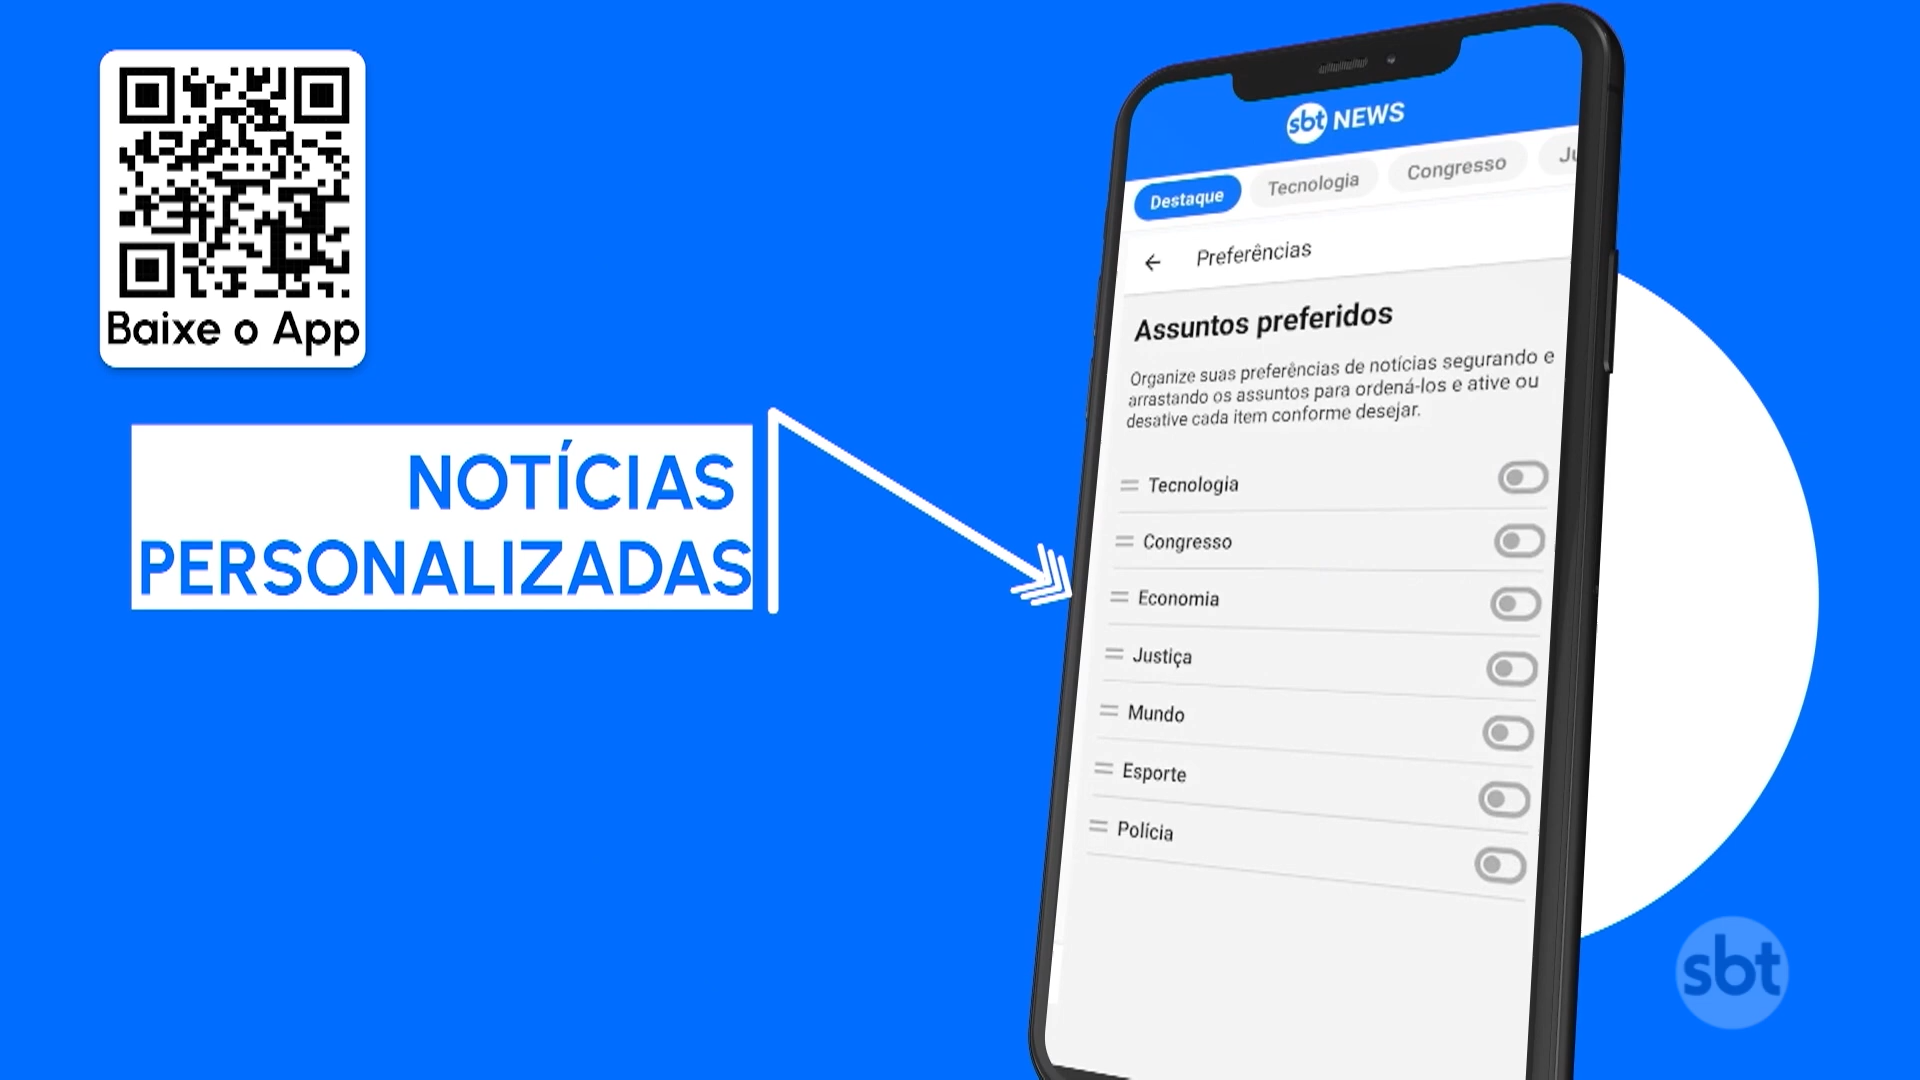 Baixe o App
NOTÍCIAS
PERSONALIZADAS
sbt NEWS
Destaque Tecnologia Congresso Ju
Preferências
Assuntos preferidos
Organize suas preferências de notícias segurando e
arrastando os assuntos para ordená-los e ative ou
desative cada item conforme desejar.
Tecnologia
Congresso
Economia
Justiça
Mundo
Esporte
Polícia
sbt